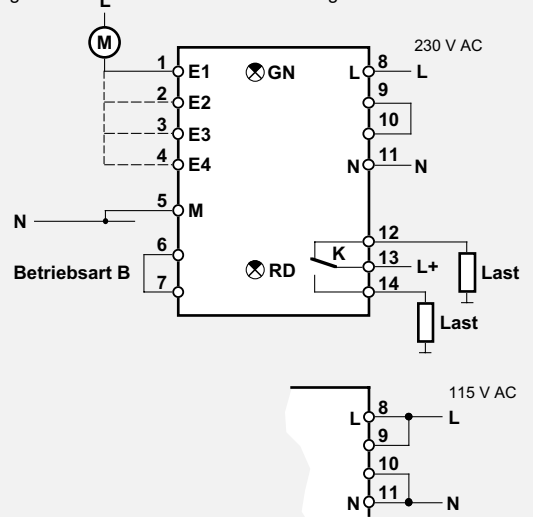 L
M
230 V AC
1 E1 GN L 8 L
2 E2 9
3 E3 10
4 E4 N 11 N
5 M
N
6 12
Betriebsart B K 13 L+
7 RD 14
Last
Last
115 V AC
L 8 L
9
10
N 11 N